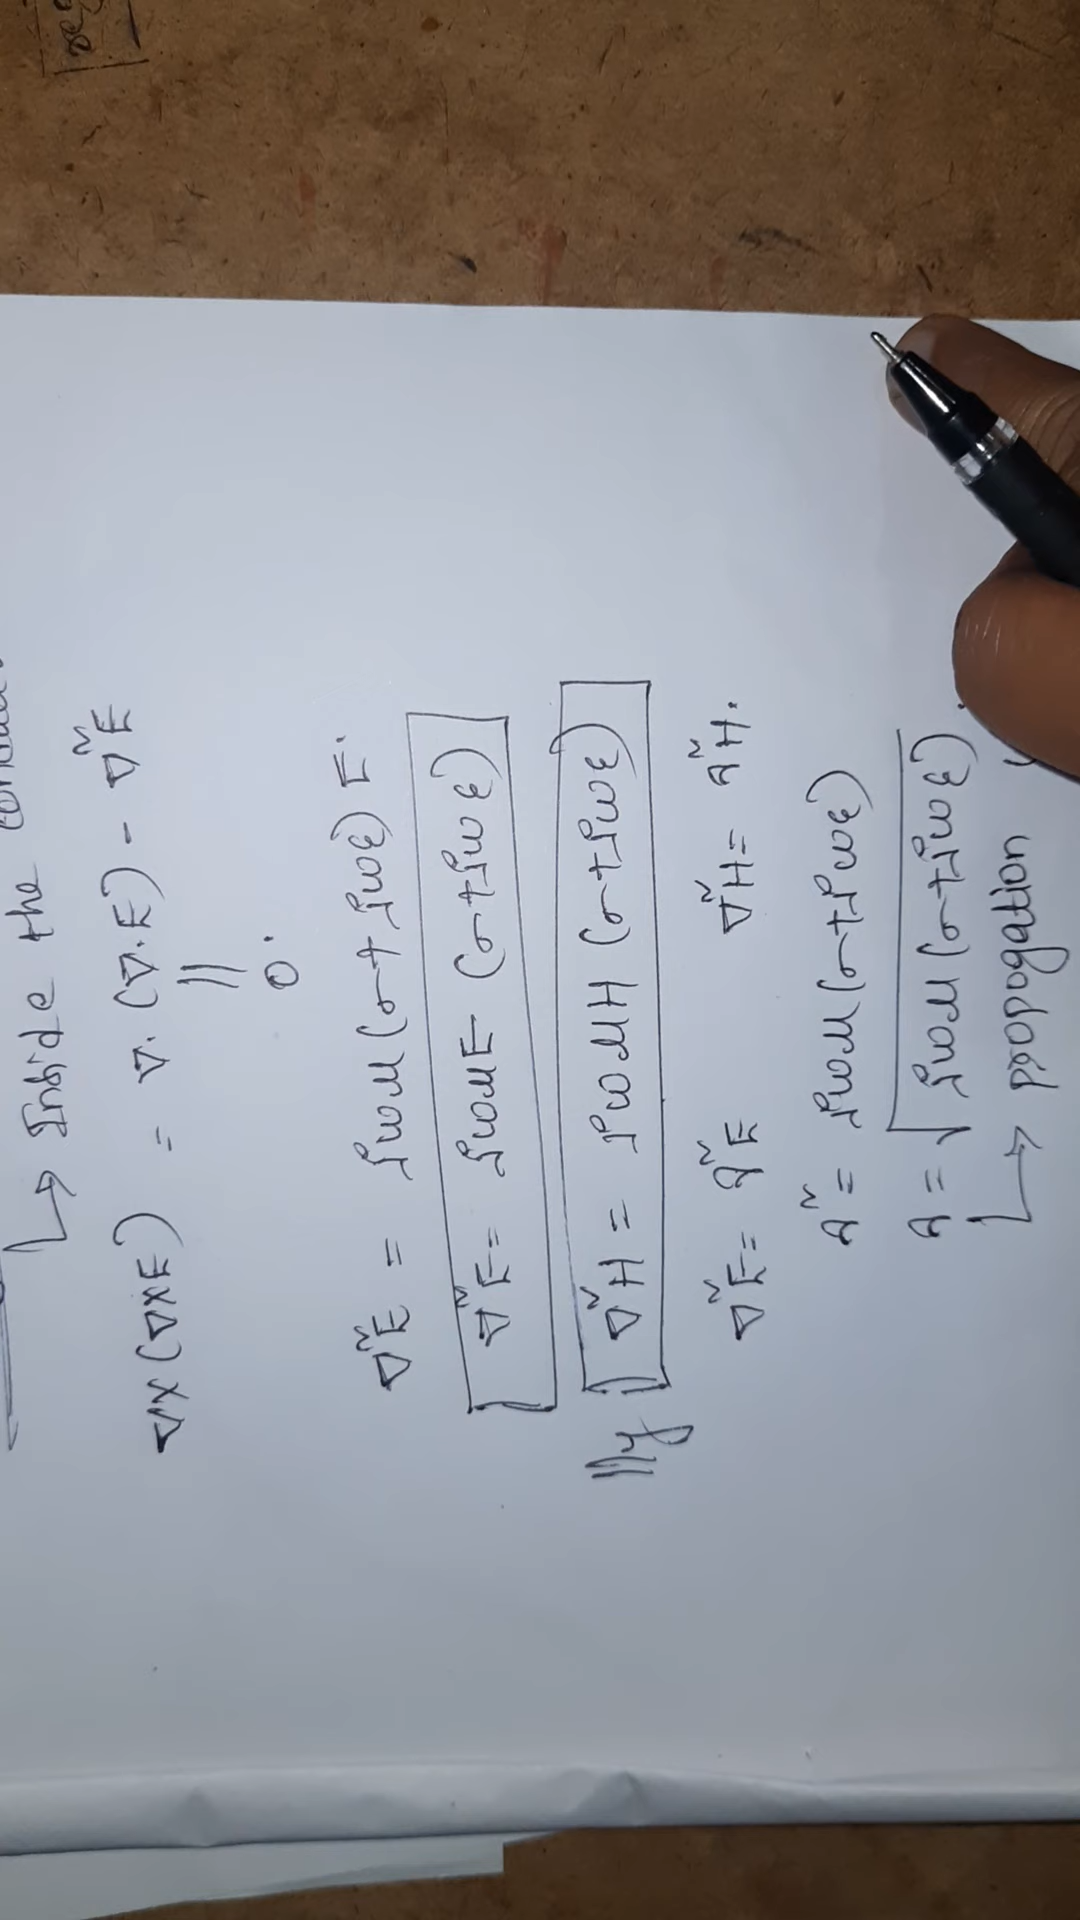 ↳ Inside the
∇×(∇×E) = ∇.(∇.E) - ∇²E
||
0.
∇²E = jωμ(σ+jωε) E.
∇²E = jωμE (σ+jωε)
|||y ∇²H = jωμH (σ+jωε)
∇²E = γ²E ∇²H = γ²H.
γ² = jωμ(σ+jωε)
γ = √jωμ(σ+jωε).
↳ propogation